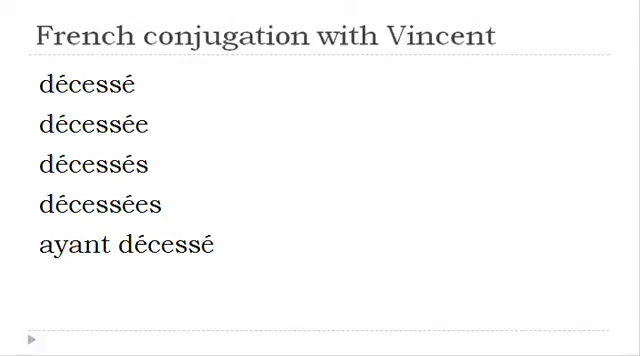 French conjugation with Vincent
décessé
décessée
décessés
décessées
ayant décessé